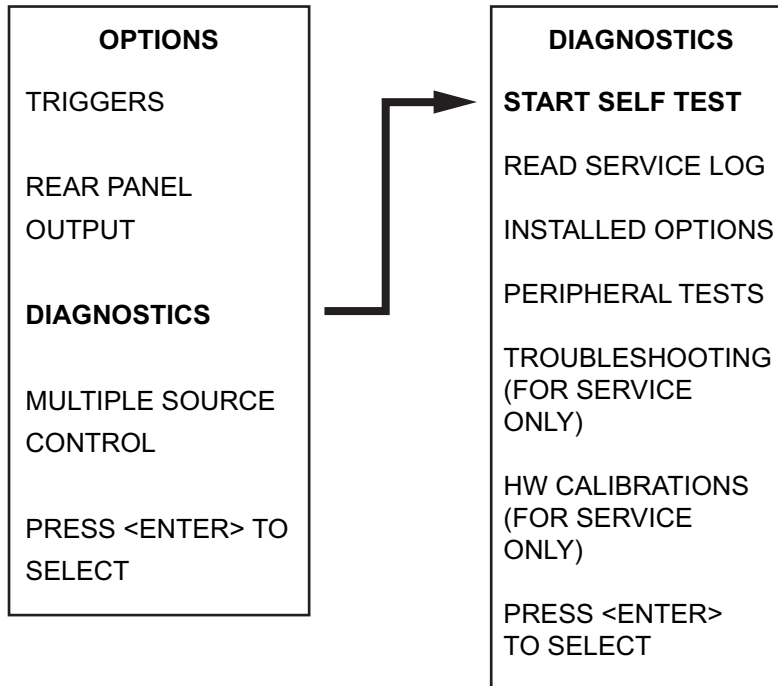 OPTIONS
TRIGGERS
REAR PANEL
OUTPUT
DIAGNOSTICS
MULTIPLE SOURCE
CONTROL
PRESS <ENTER> TO
SELECT
DIAGNOSTICS
START SELF TEST
READ SERVICE LOG
INSTALLED OPTIONS
PERIPHERAL TESTS
TROUBLESHOOTING
(FOR SERVICE
ONLY)
HW CALIBRATIONS
(FOR SERVICE
ONLY)
PRESS <ENTER>
TO SELECT